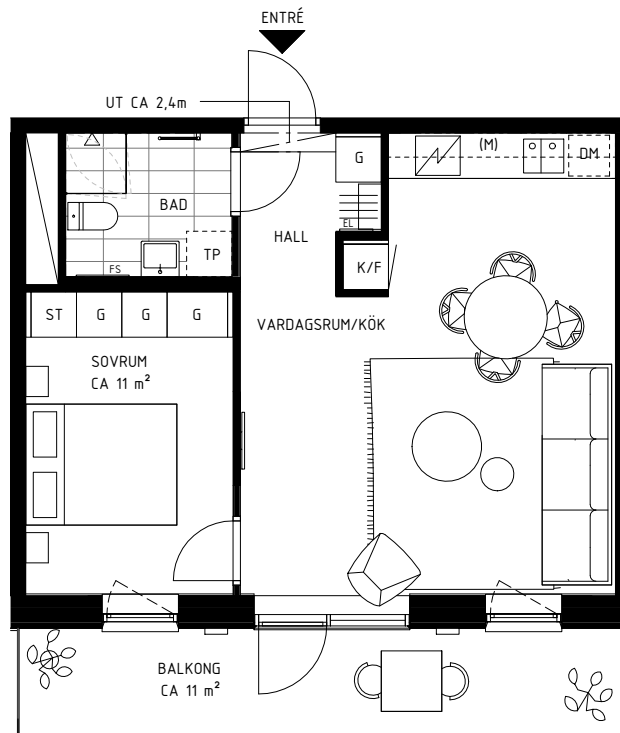 ENTRÉ
UT CA 2,4m
G
(M)
DM
BAD
EL
HALL
TP
FS
K/F
ST
G
G
G
VARDAGSRUM/KÖK
SOVRUM
CA 11 m²
BALKONG
CA 11 m²